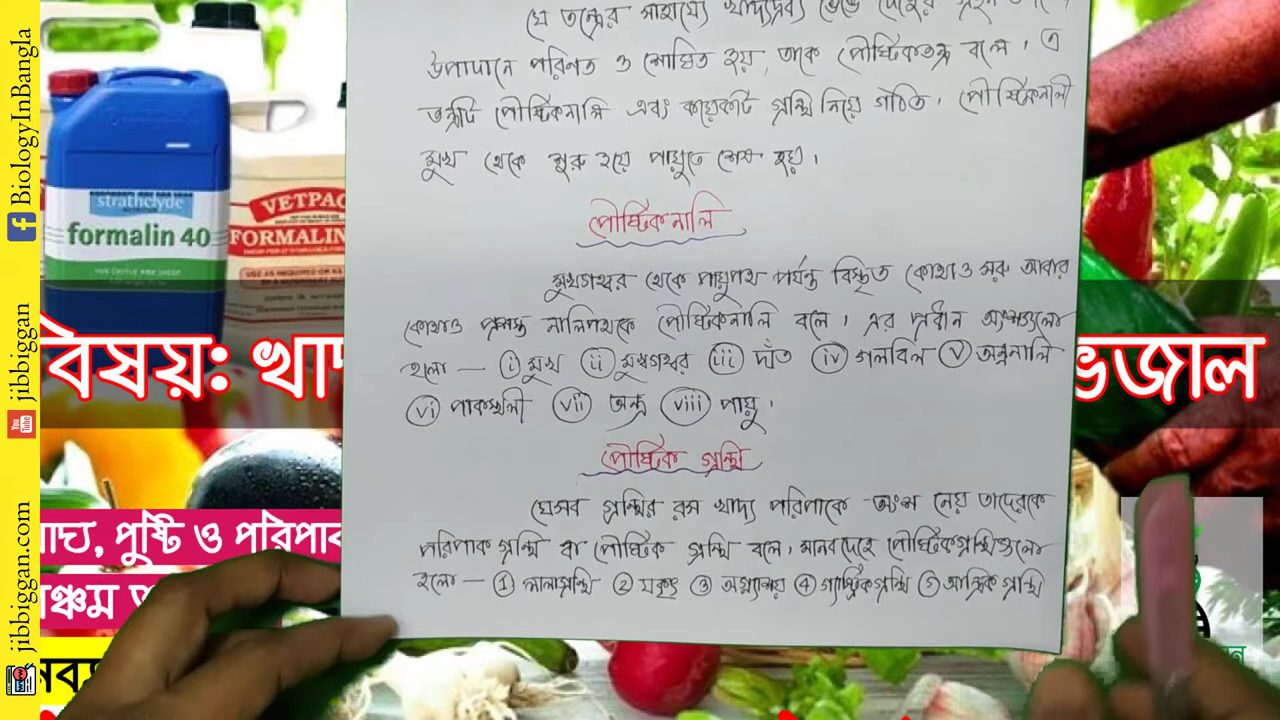 যে তন্ত্রের সাহায্যে খাদ্যদ্রব্য ভেঙে দেহের
উপাদানে পরিণত ও শোষিত হয়, তাকে পৌষ্টিকতন্ত্র বলে। এ
তন্ত্রটি পৌষ্টিকনালি এবং কয়েকটি গ্রন্থি নিয়ে গঠিত। পৌষ্টিকনালী
মুখ থেকে শুরু হয়ে পায়ুতে শেষ হয়।
পৌষ্টিকনালি
মুখগহ্বর থেকে পায়ুপথ পর্যন্ত বিস্তৃত কোথাও সরু আবার
কোথাও প্রশস্ত নালিপথকে পৌষ্টিকনালি বলে। এর প্রধান অংশগুলো
হলো — (i) মুখ (ii) মুখগহ্বর (iii) দাঁত (iv) গলবিল (v) অন্ননালি
(vi) পাকস্থলী (vii) অন্ত্র (viii) পায়ু।
পৌষ্টিক গ্রন্থি
যেসব গ্রন্থির রস খাদ্য পরিপাকে অংশ নেয় তাদেরকে
পরিপাক গ্রন্থি বা পৌষ্টিক গ্রন্থি বলে। মানবদেহে পৌষ্টিকগ্রন্থিগুলো
হলো — (1) লালাগ্রন্থি (2) যকৃৎ (3) অগ্ন্যাশয় (4) গ্যাস্ট্রিকগ্রন্থি (5) আন্ত্রিক গ্রন্থি
BiologyInBangla
jibbiggan
jibbiggan.com
strathclyde
formalin 40
VETPAC
FORMALIN
বিষয়: খাদ
ভেজাল
াদ্য, পুষ্টি ও পরিপাক
ঞ্চম